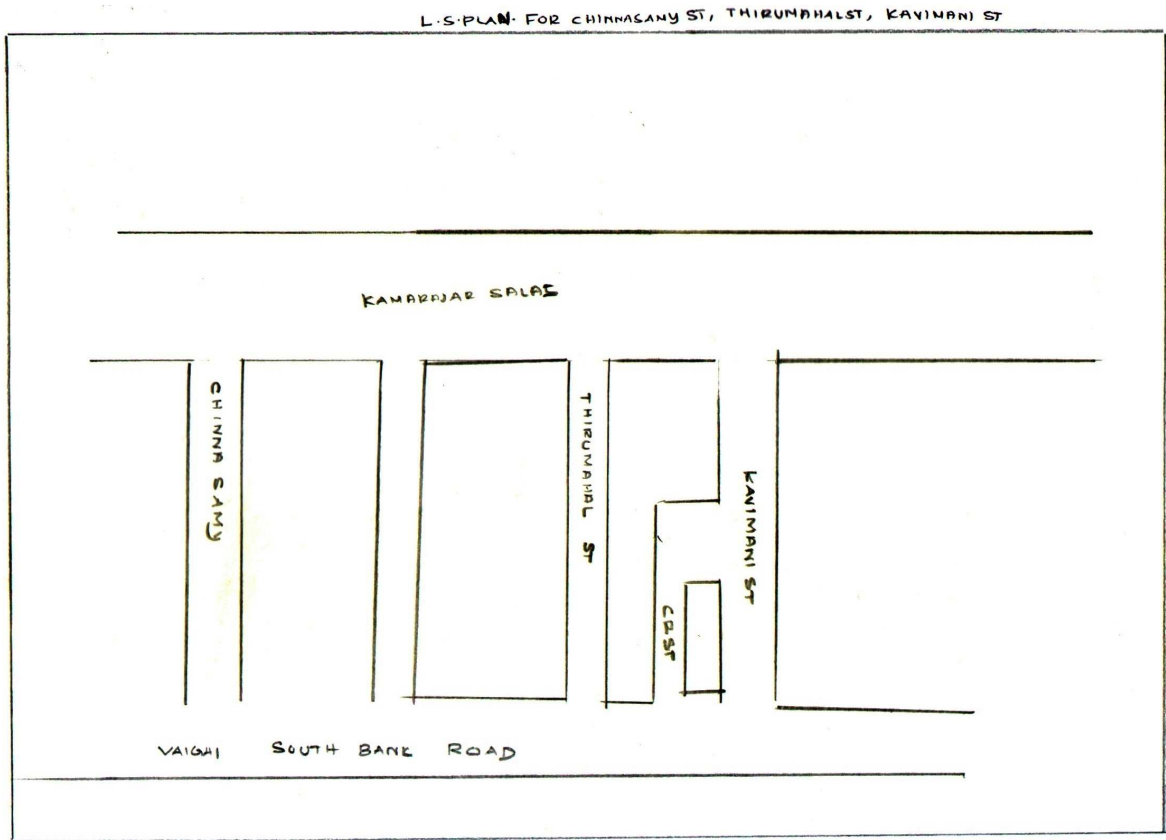 L.S.PLAN. FOR CHINNASAMY ST, THIRUMAHALST, KAVIMANI ST
KAMARAJAR SALAI
CHINNA SAMY
THIRUMAHAL ST
KAVIMANI ST
CRST
VAIGHI SOUTH BANK ROAD